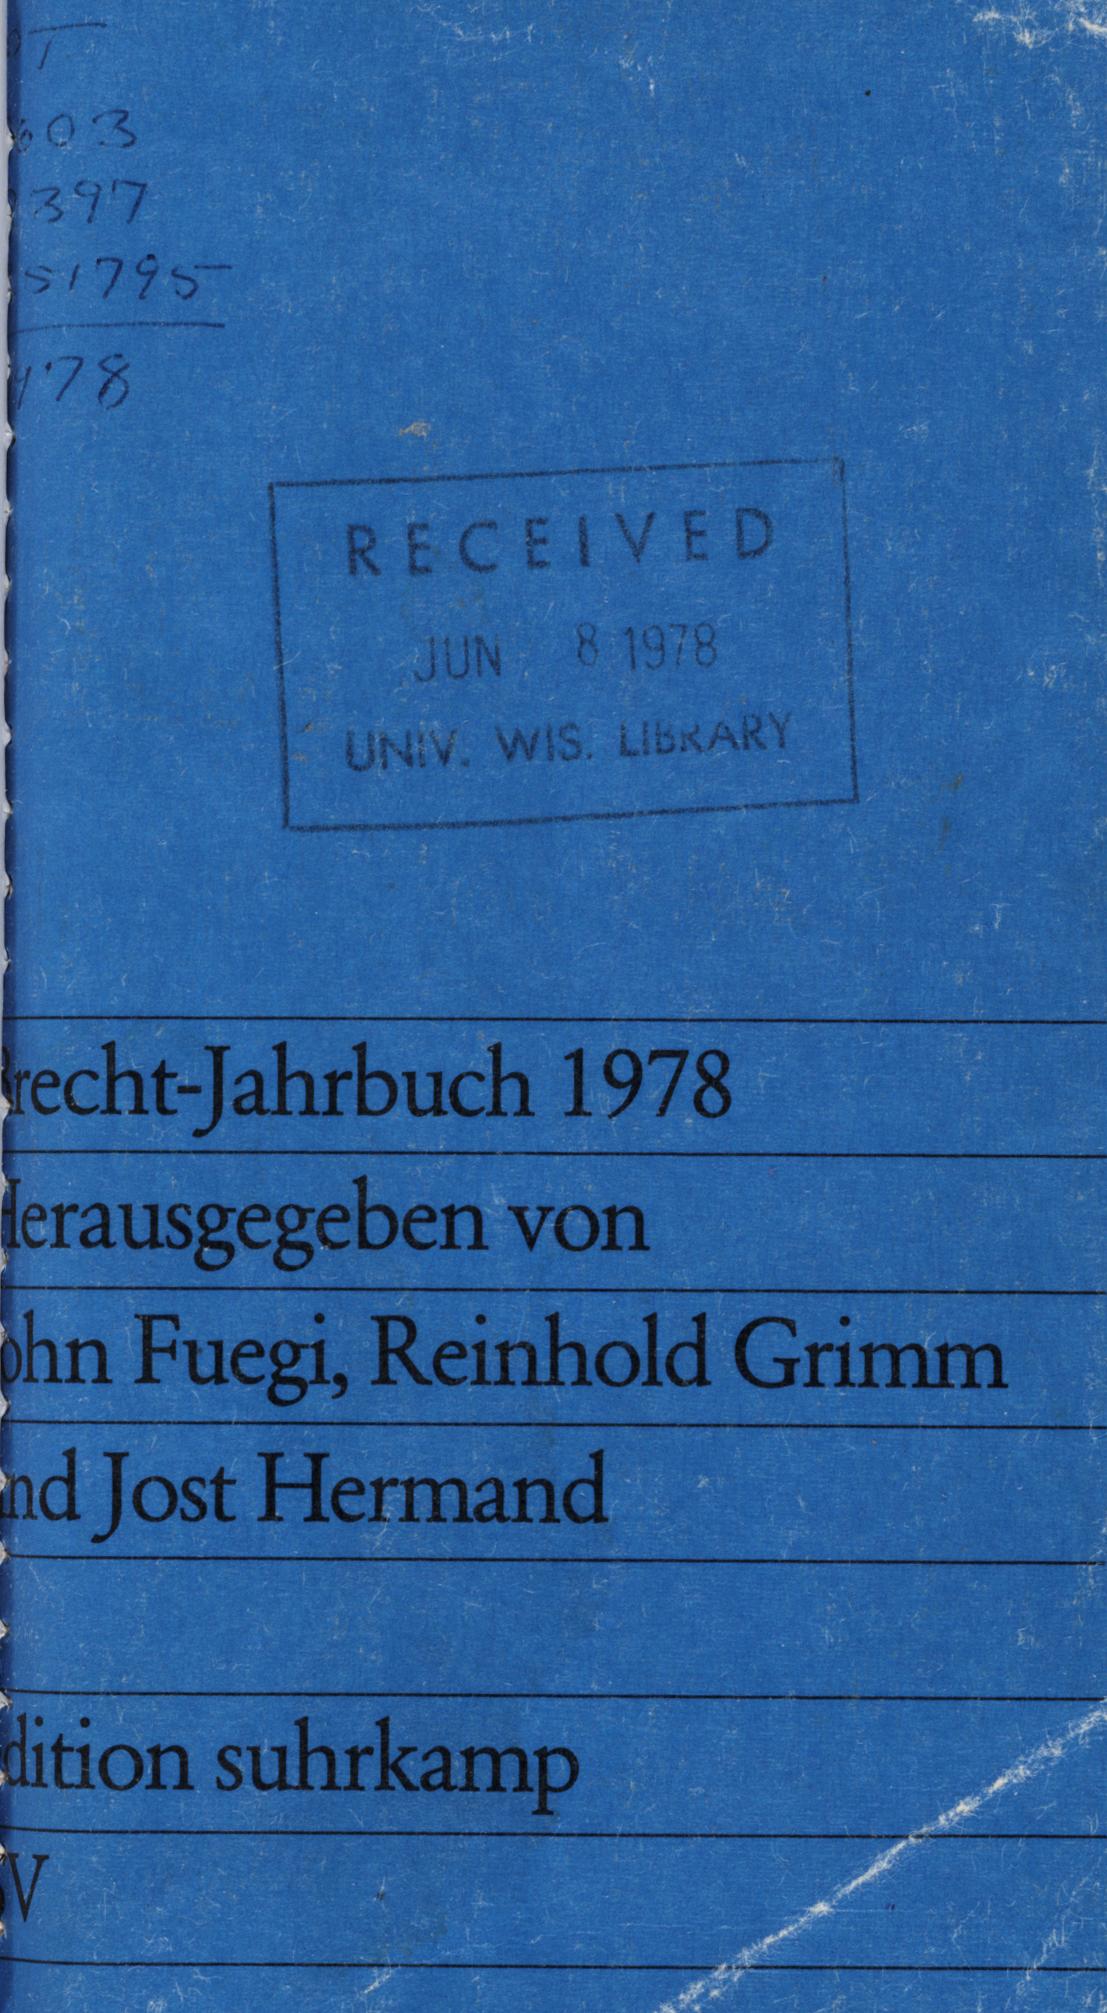 T
603
397
51795
78
RECEIVED
JUN 8 1978
UNIV. WIS. LIBRARY
recht-Jahrbuch 1978
erausgegeben von
ohn Fuegi, Reinhold Grimm
nd Jost Hermand
dition suhrkamp
V